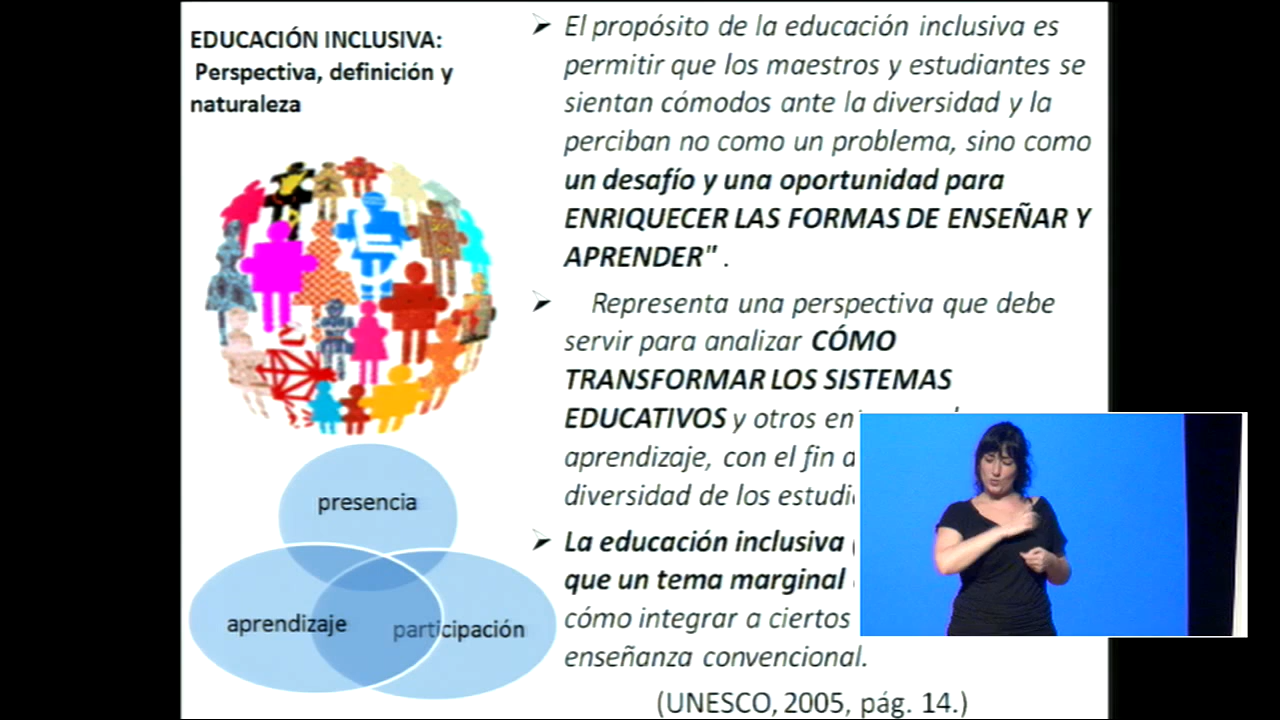 EDUCACIÓN INCLUSIVA:
Perspectiva, definición y
naturaleza
presencia
aprendizaje
participación
El propósito de la educación inclusiva es
permitir que los maestros y estudiantes se
sientan cómodos ante la diversidad y la
perciban no como un problema, sino como
un desafío y una oportunidad para
ENRIQUECER LAS FORMAS DE ENSEÑAR Y
APRENDER" .
Representa una perspectiva que debe
servir para analizar CÓMO
TRANSFORMAR LOS SISTEMAS
EDUCATIVOS y otros
aprendizaje, con el fin
diversidad de los
La educación inclusiva
que un tema marginal
cómo integrar a ciertos
enseñanza convencional.
(UNESCO, 2005, pág. 14.)